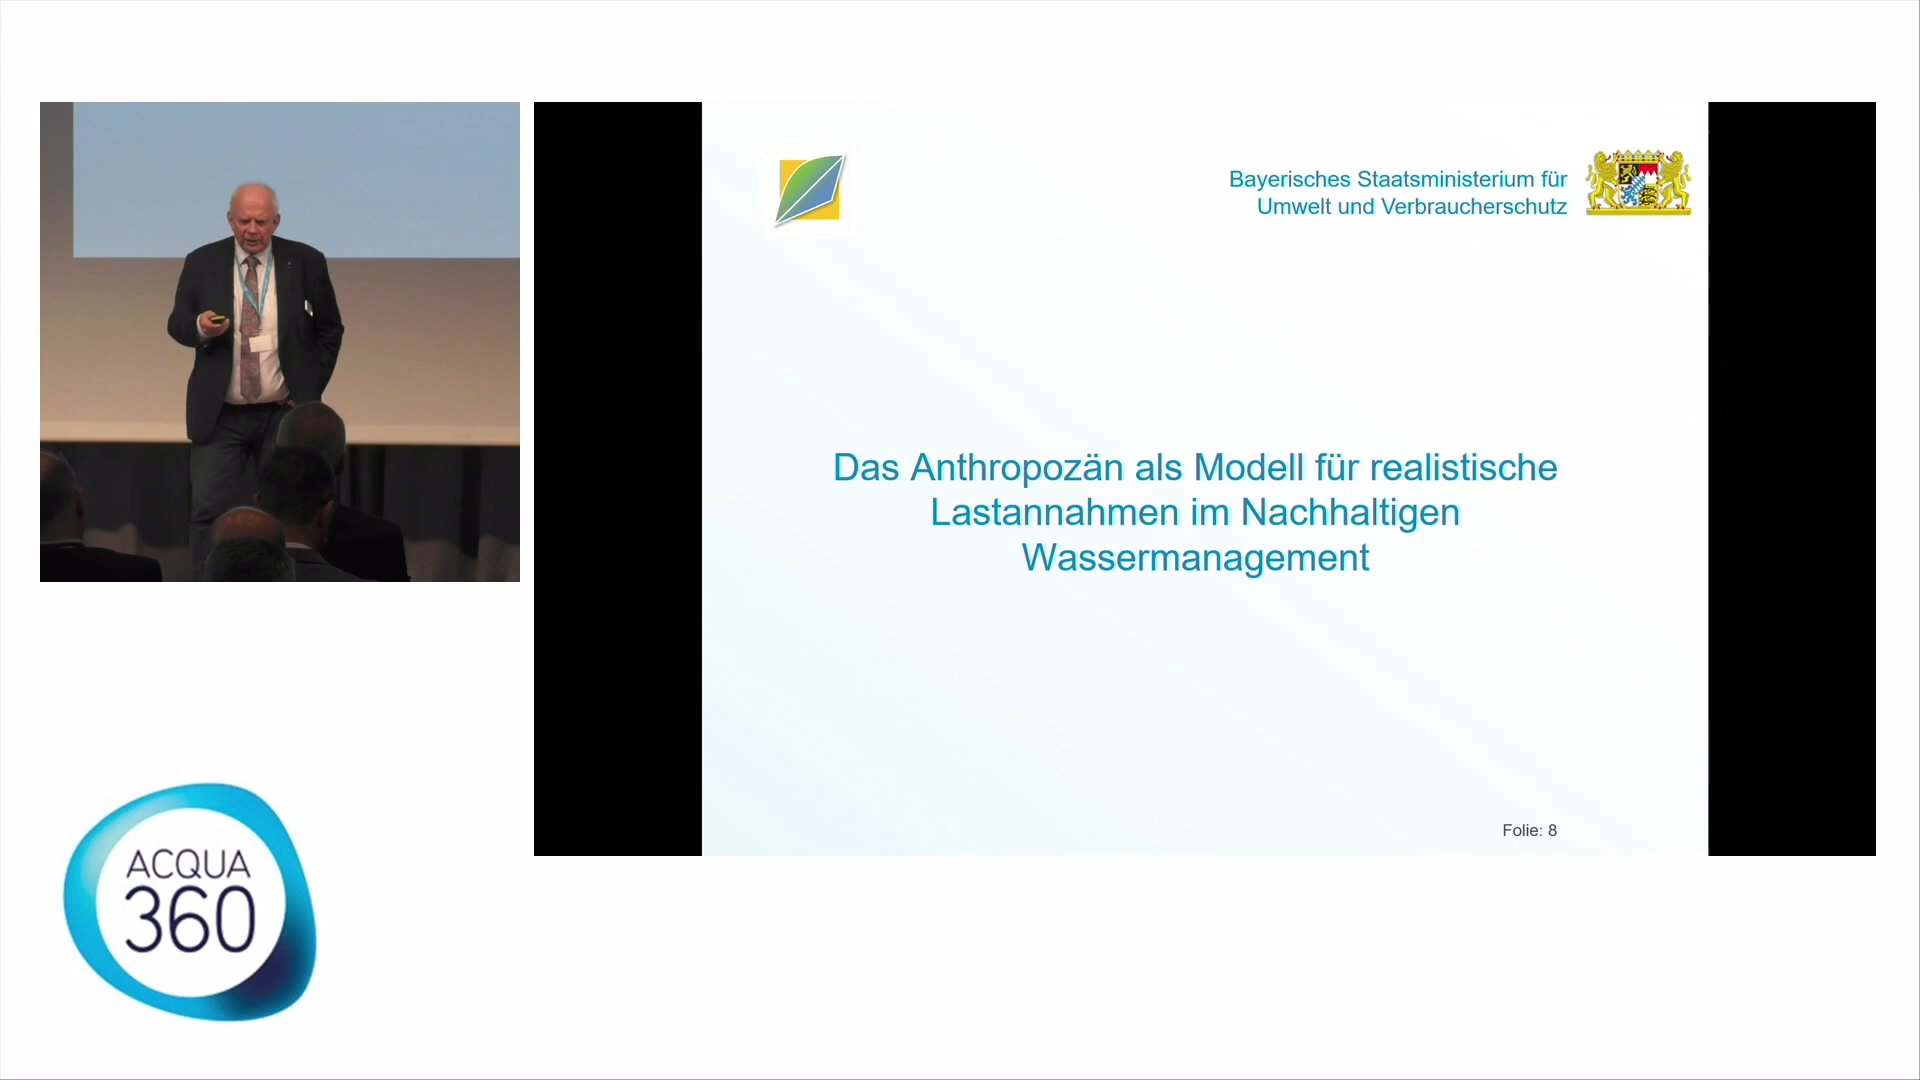 Bayerisches Staatsministerium für
Umwelt und Verbraucherschutz
Das Anthropozän als Modell für realistische
Lastannahmen im Nachhaltigen
Wassermanagement
Folie: 8
ACQUA
360